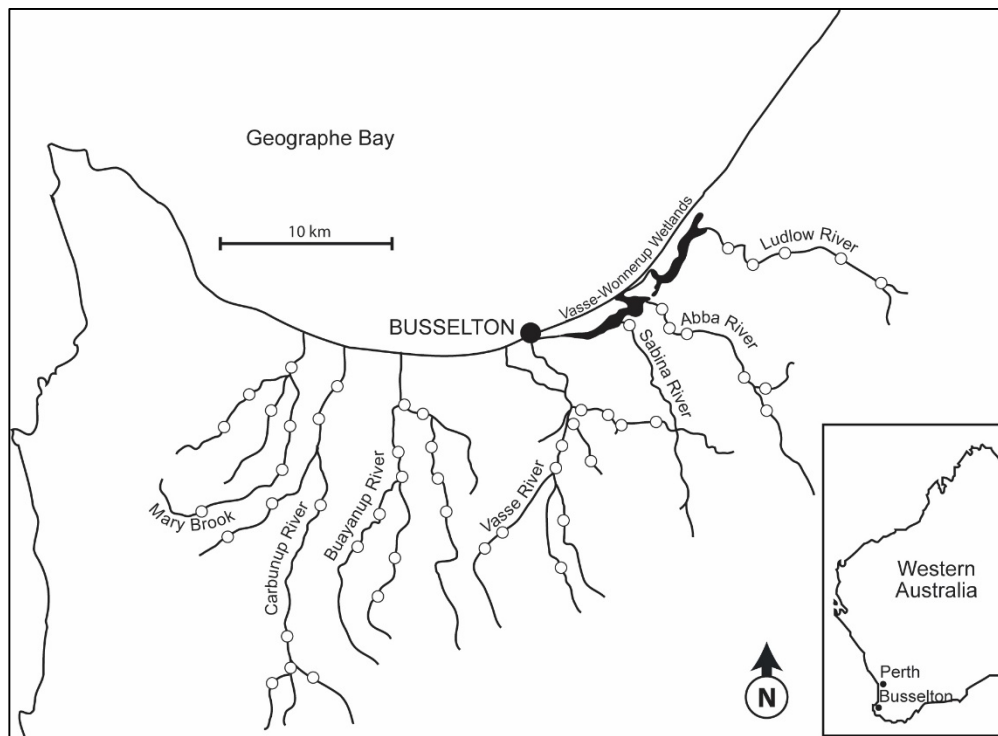 Geographe Bay
10 km
Vasse-Wonnerup Wetlands
Ludlow River
BUSSELTON
Abba River
Sabina River
Mary Brook
Carbunup River
Buayanup River
Vasse River
N
Western
Australia
Perth
Busselton